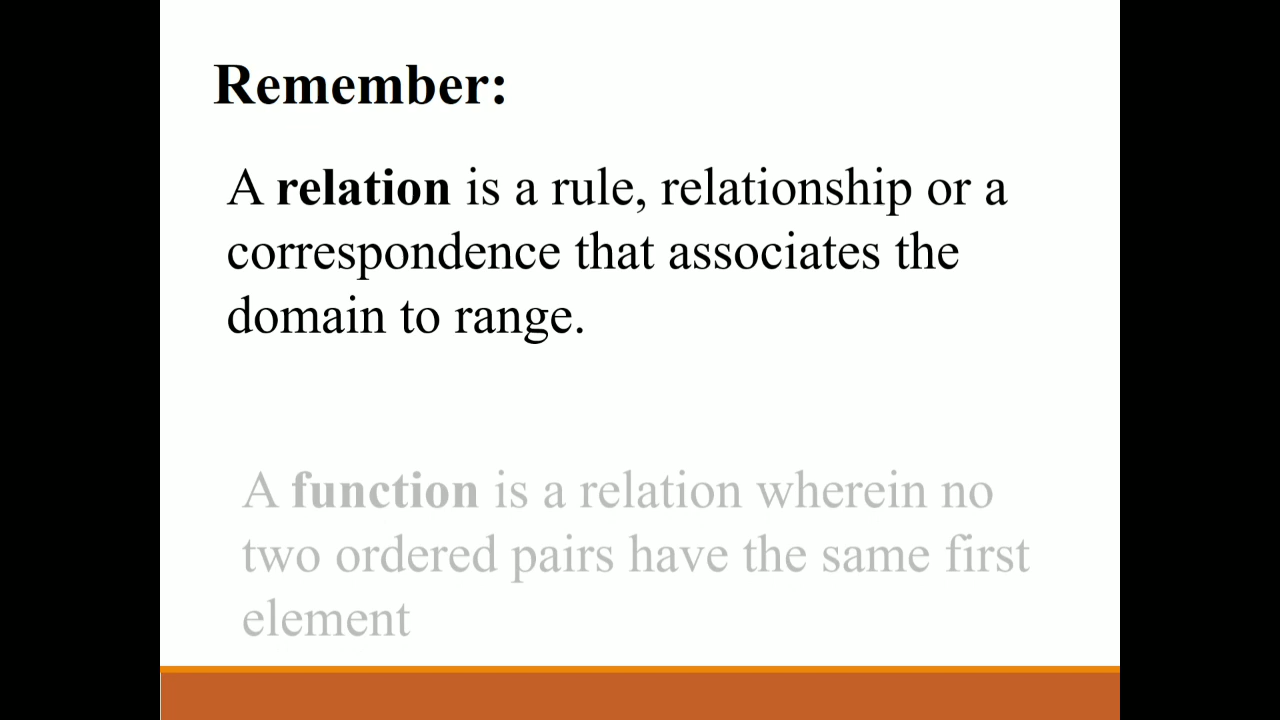 Remember:
A relation is a rule, relationship or a
correspondence that associates the
domain to range.
A function is a relation wherein no
two ordered pairs have the same first
element